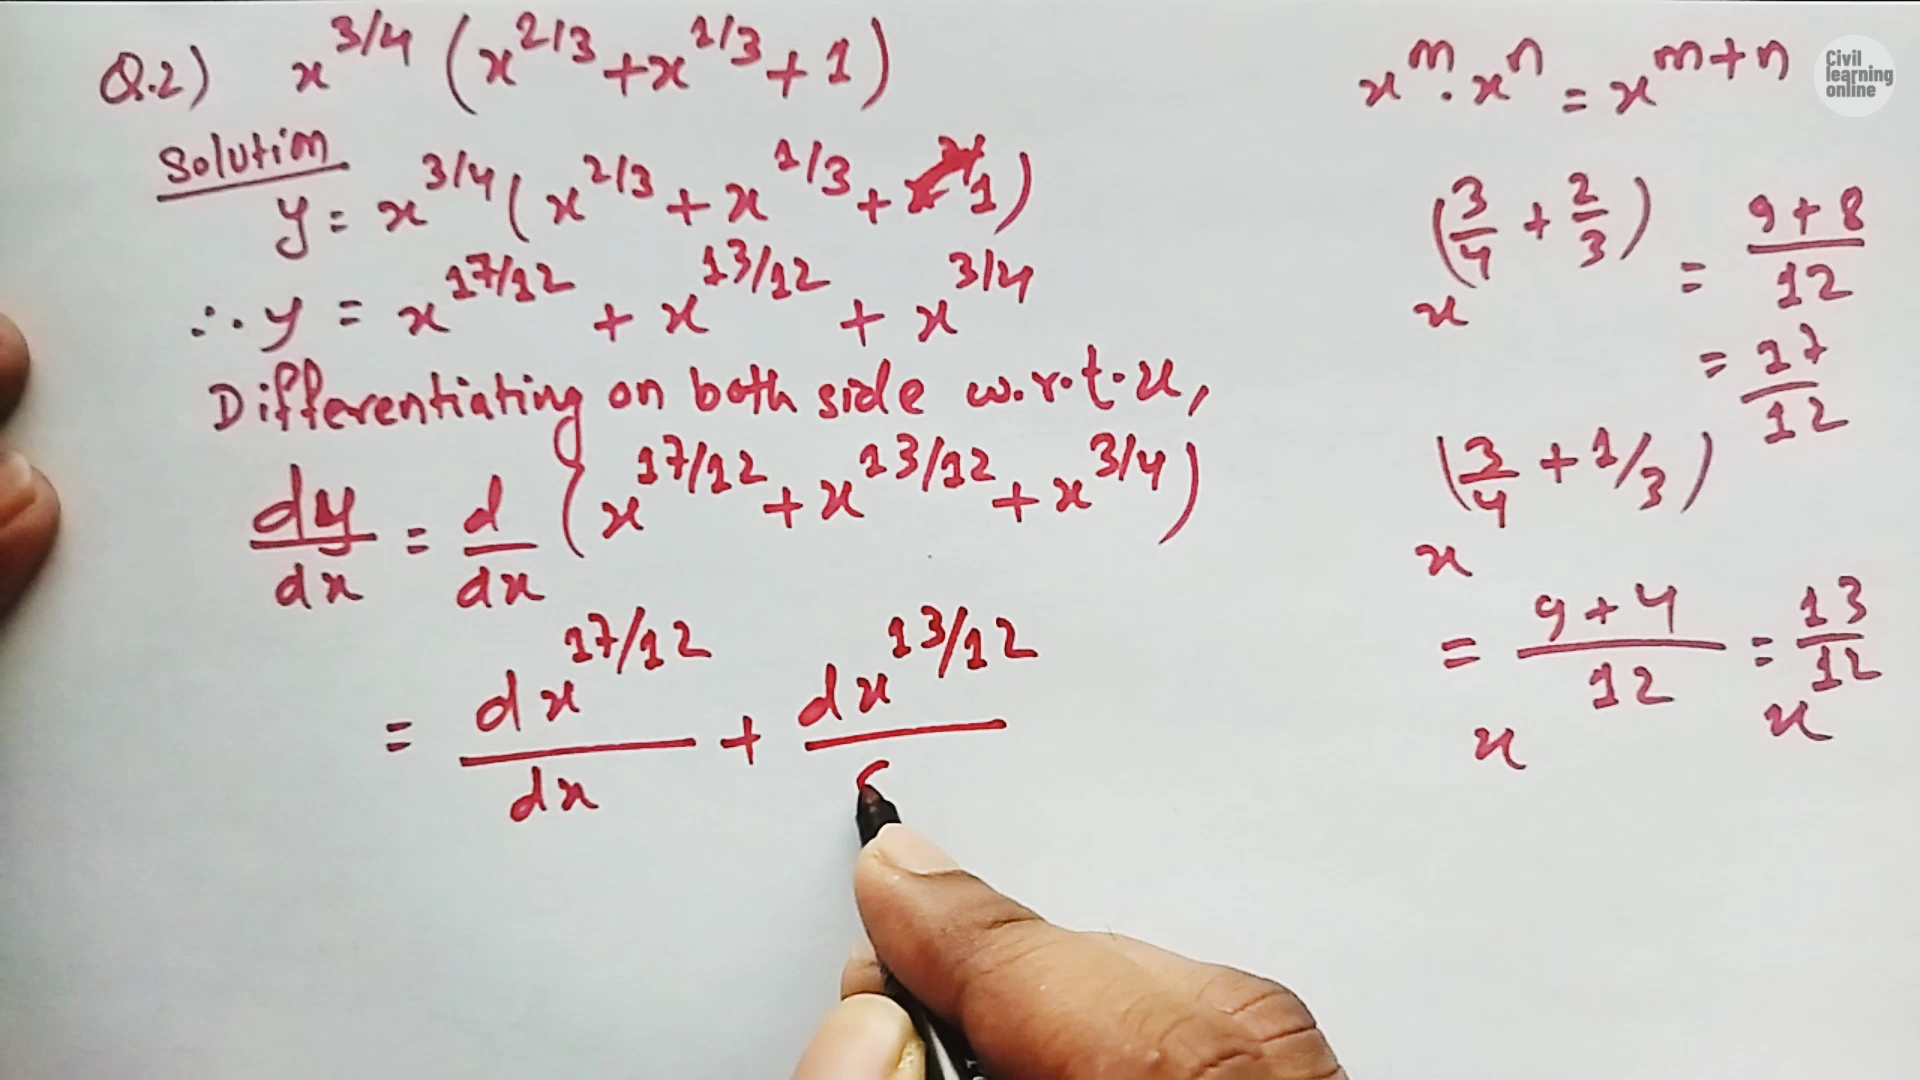 Q.2) x^3/4 (x^2/3 + x^1/3 + 1)
Solution
y = x^3/4 (x^2/3 + x^1/3 + 1)
∴ y = x^17/12 + x^13/12 + x^3/4
Differentiating on both side w.r.t. x,
dy/dx = d/dx (x^17/12 + x^13/12 + x^3/4)
= dx^17/12 / dx + dx^13/12
x^m . x^n = x^m+n
x^(3/4 + 2/3) = 9+8/12
= 17/12
x^(3/4 + 1/3)
= x^9+4/12 = x^13/12
Civil
learning
online